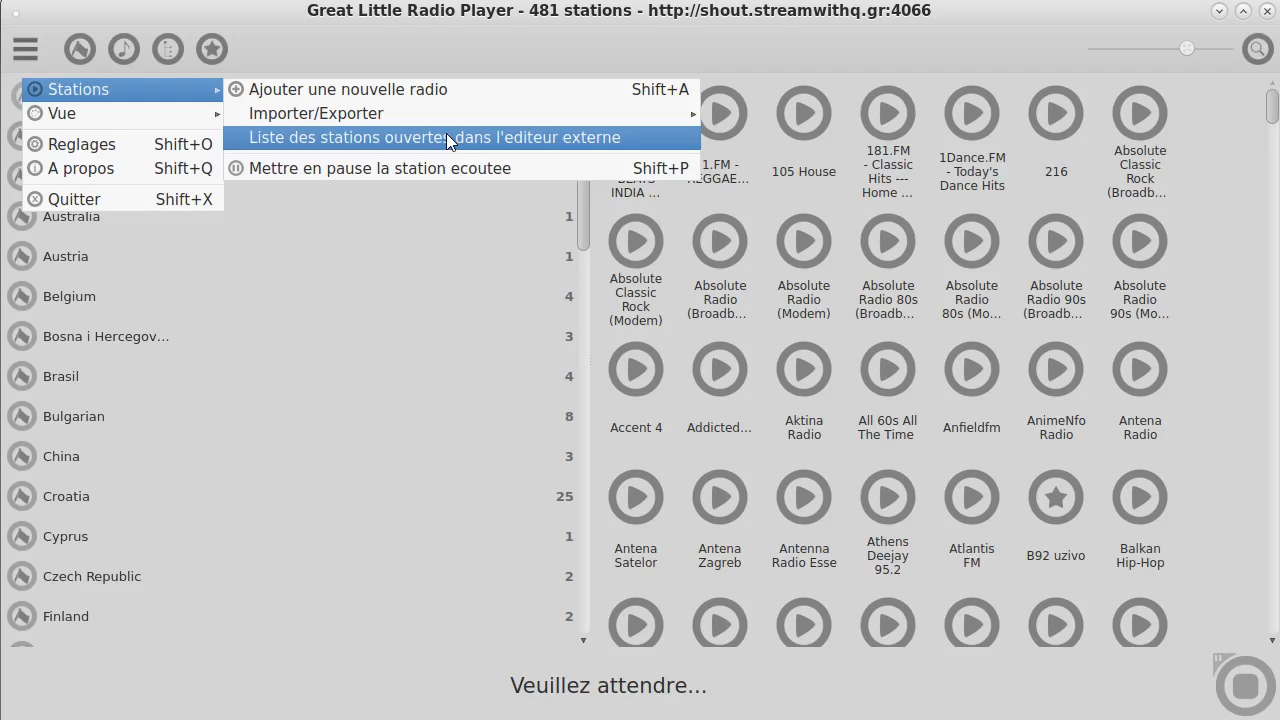 Great Little Radio Player - 481 stations - http://shout.streamwithq.gr:4066
Stations
Vue
Reglages Shift+O
A propos Shift+Q
Quitter Shift+X
Ajouter une nouvelle radio Shift+A
Importer/Exporter
Liste des stations ouvertes dans l'editeur externe
Mettre en pause la station ecoutee Shift+P
Australia 1
Austria 1
Belgium 4
Bosna i Hercegov... 3
Brasil 4
Bulgarian 8
China 3
Croatia 25
Cyprus 1
Czech Republic 2
Finland 2
INDIA ...
1.FM -
REGGAE...
105 House
181.FM
- Classic
Hits ---
Home ...
1Dance.FM
- Today's
Dance Hits
216
Absolute
Classic
Rock
(Broadb...
Absolute
Classic
Rock
(Modem)
Absolute
Radio
(Broadb...
Absolute
Radio
(Modem)
Absolute
Radio 80s
(Broadb...
Absolute
Radio
80s (Mo...
Absolute
Radio 90s
(Broadb...
Absolute
Radio
90s (Mo...
Accent 4
Addicted...
Aktina
Radio
All 60s All
The Time
Anfieldfm
AnimeNfo
Radio
Antena
Radio
Antena
Satelor
Antena
Zagreb
Antenna
Radio Esse
Athens
Deejay
95.2
Atlantis
FM
B92 uzivo
Balkan
Hip-Hop
Veuillez attendre...